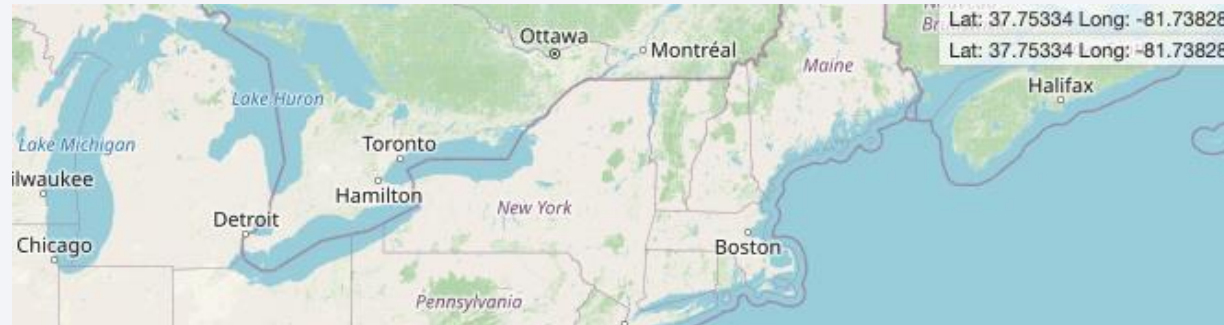 Lat: 37.75334 Long: -81.73828
Lat: 37.75334 Long: -81.73828
Ottawa
Montréal
Maine
Halifax
Lake Huron
Lake Michigan
Toronto
ilwaukee
Hamilton
New York
Detroit
Chicago
Boston
Pennsylvania